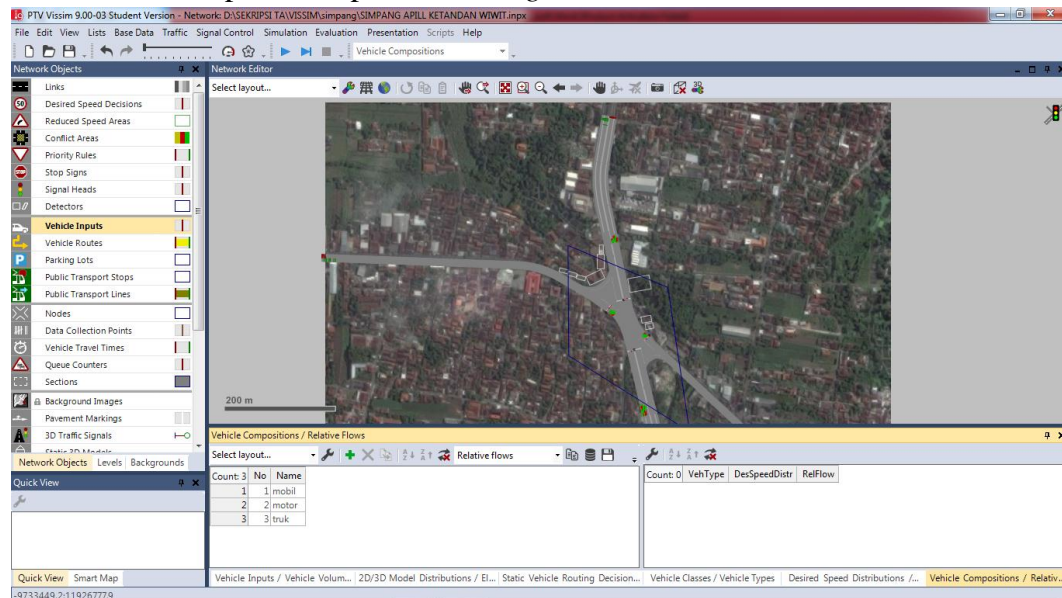 PTV Vissim 9.00-03 Student Version - Network: D:\SEKRIPSI TA\VISSIM\simpang\SIMPANG APILL KETANDAN WIWIT.inpx
File Edit View Lists Base Data Traffic Signal Control Simulation Evaluation Presentation Scripts Help
Vehicle Compositions
Network Objects
Network Editor
Links
Select layout...
50
Desired Speed Decisions
Reduced Speed Areas
Conflict Areas
Priority Rules
STOP
Stop Signs
Signal Heads
Detectors
Vehicle Inputs
Vehicle Routes
P
Parking Lots
Public Transport Stops
Public Transport Lines
Nodes
Data Collection Points
Vehicle Travel Times
Queue Counters
Sections
Background Images
Pavement Markings
3D Traffic Signals
Static 3D Models
200 m
Network Objects Levels Backgrounds
Quick View
Vehicle Compositions / Relative Flows
Select layout... Relative flows
Count: 3 No Name
1 1 mobil
2 2 motor
3 3 truk
Count: 0 VehType DesSpeedDistr RelFlow
Quick View Smart Map
Vehicle Inputs / Vehicle Volum... 2D/3D Model Distributions / El... Static Vehicle Routing Decision... Vehicle Classes / Vehicle Types Desired Speed Distributions /... Vehicle Compositions / Relativ...
-9733449.2:11926777.9